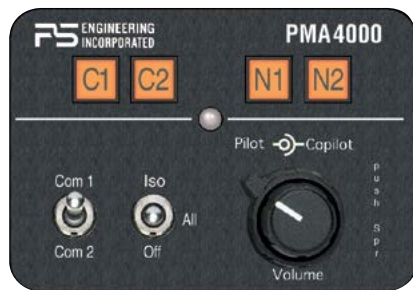 PS ENGINEERING INCORPORATED
PMA4000
C1 C2 N1 N2
Pilot Copilot
Com 1
Iso
All
Com 2
Off
Volume
push Spr